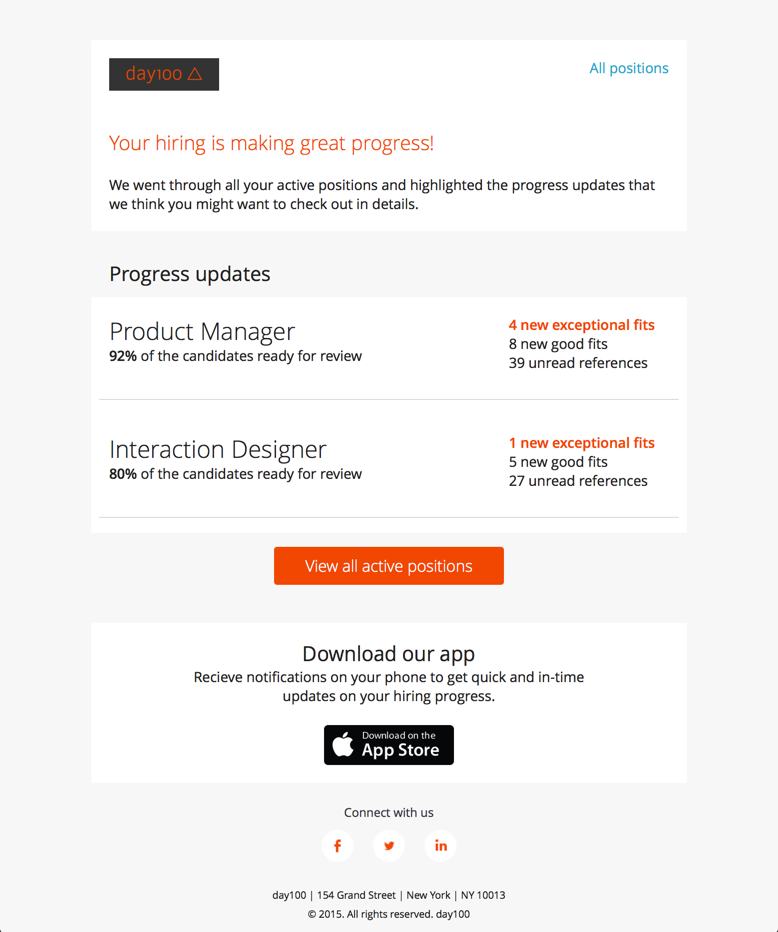 day100
All positions
Your hiring is making great progress!
We went through all your active positions and highlighted the progress updates that
we think you might want to check out in details.
Progress updates
Product Manager
92% of the candidates ready for review
4 new exceptional fits
8 new good fits
39 unread references
Interaction Designer
80% of the candidates ready for review
1 new exceptional fits
5 new good fits
27 unread references
View all active positions
Download our app
Recieve notifications on your phone to get quick and in-time
updates on your hiring progress.
Download on the
App Store
Connect with us
day100 | 154 Grand Street | New York | NY 10013
© 2015. All rights reserved. day100